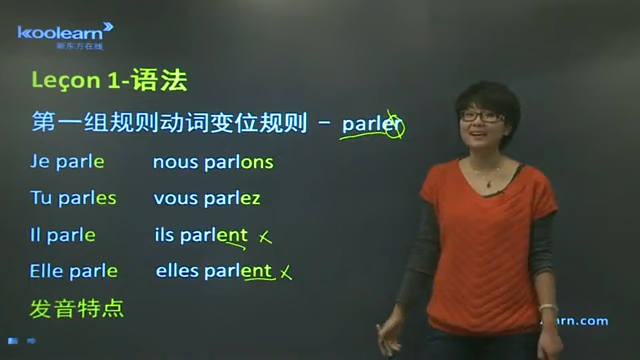 koolearn
新东方在线
Leçon 1-语法
第一组规则动词变位规则 - parler
Je parle nous parlons
Tu parles vous parlez
Il parle ils parlent ×
Elle parle elles parlent ×
发音特点
arn.com